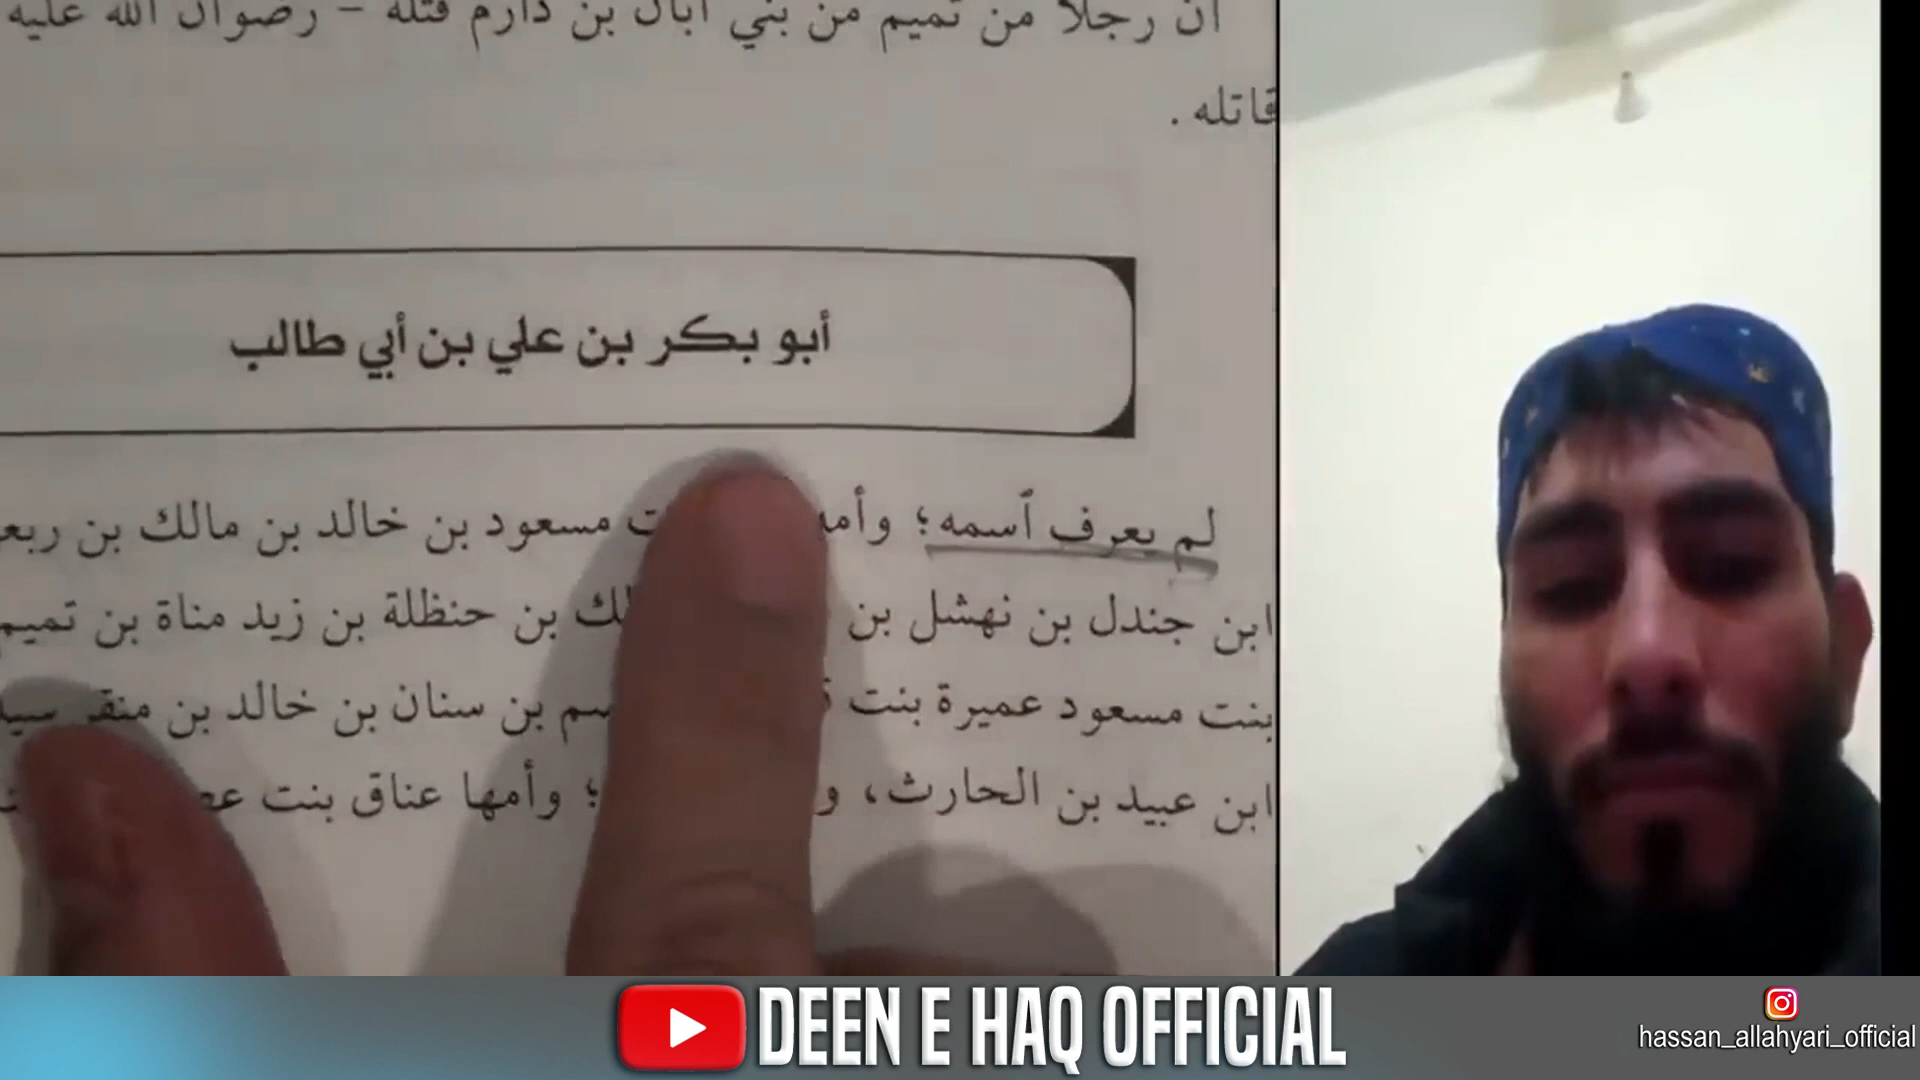 أن رجلا من تميم من بني أبان بن دارم قتله - رضوان الله عليه
قاتله .
أبو بكر بن علي بن أبي طالب
لم يعرف ٱسمه؛ وأمه مسعود بن خالد بن مالك بن
ابن جندل بن نهشل بن بن حنظلة بن زيد مناة بن تميم
بنت مسعود عميرة بنت بن سنان بن خالد بن منقر
ابن عبيد بن الحارث، وأمها عناق بنت
DEEN E HAQ OFFICIAL
hassan_allahyari_official